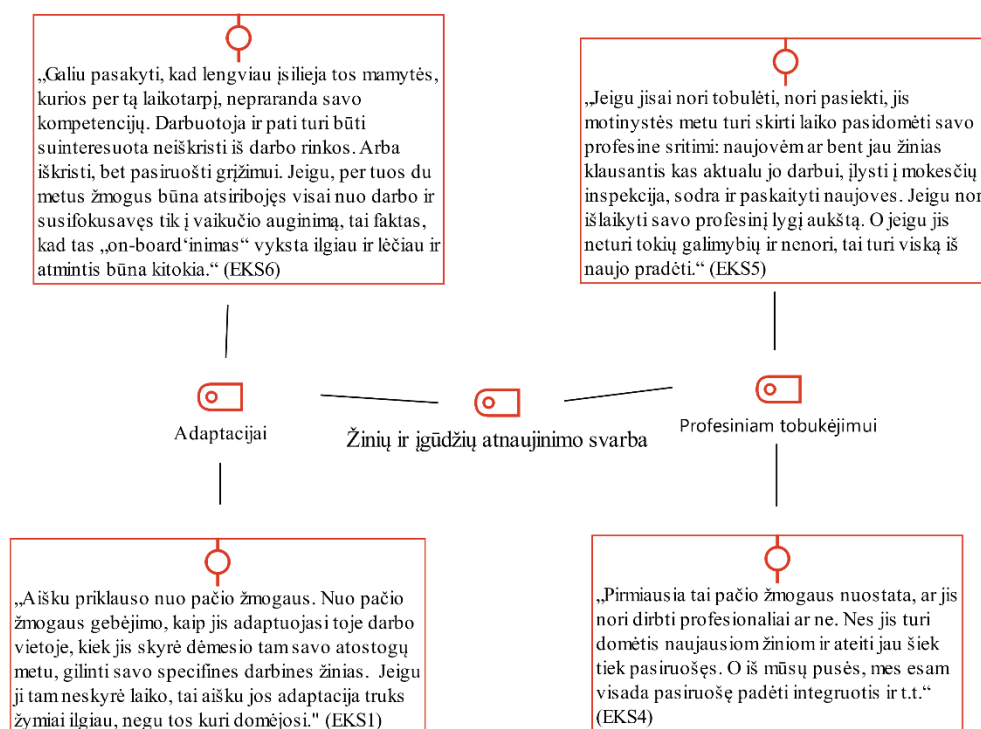 „Galiu pasakyti, kad lengviau įsilieja tos mamytės,
kurios per tą laikotarpį, nepraranda savo
kompetencijų. Darbuotoja ir pati turi būti
suinteresuota neiškristi iš darbo rinkos. Arba
iškristi, bet pasiruošti grįžimui. Jeigu, per tuos du
metus žmogus būna atsiribojęs visai nuo darbo ir
susifokusavęs tik į vaikučio auginimą, tai faktas,
kad tas „on-board‘inimas“ vyksta ilgiau ir lėčiau ir
atmintis būna kitokia.“ (EKS6)
„Jeigu jisai nori tobulėti, nori pasiekti, jis
motinystės metu turi skirti laiko pasidomėti savo
profesine sritimi: naujovėm ar bent jau žinias
klausantis kas aktualu jo darbui, įlysti į mokesčių
inspekcija, sodra ir paskaityti naujoves. Jeigu nor
išlaikyti savo profesinį lygį aukštą. O jeigu jis
neturi tokių galimybių ir nenori, tai turi viską iš
naujo pradėti.“ (EKS5)
Adaptacijai
Žinių ir įgūdžių atnaujinimo svarba
Profesiniam tobukėjimui
„Aišku priklauso nuo pačio žmogaus. Nuo pačio
žmogaus gebėjimo, kaip jis adaptuojasi toje darbo
vietoje, kiek jis skyrė dėmesio tam savo atostogų
metu, gilinti savo specifines darbines žinias. Jeigu
ji tam neskyrė laiko, tai aišku jos adaptacija truks
žymiai ilgiau, negu tos kuri domėjosi." (EKS1)
„Pirmiausia tai pačio žmogaus nuostata, ar jis
nori dirbti profesionaliai ar ne. Nes jis turi
domėtis naujausiom žiniom ir ateiti jau šiek
tiek pasiruošęs. O iš mūsų pusės, mes esam
visada pasiruošę padėti integruotis ir t.t.“
(EKS4)